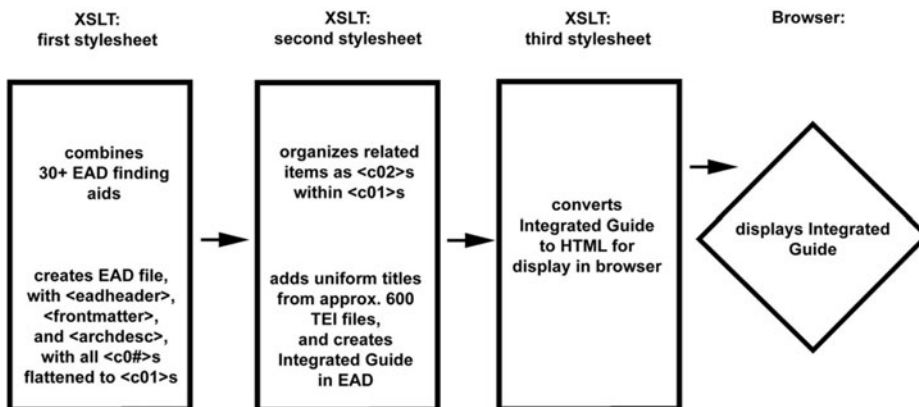 XSLT:
first stylesheet
XSLT:
second stylesheet
XSLT:
third stylesheet
Browser:
combines
30+ EAD finding
aids
creates EAD file,
with <eadheader>,
<frontmatter>,
and <archdesc>,
with all <c0#>s
flattened to <c01>s
organizes related
items as <c02>s
within <c01>s
adds uniform titles
from approx. 600
TEI files,
and creates
Integrated Guide
in EAD
converts
Integrated Guide
to HTML for
display in browser
displays Integrated
Guide